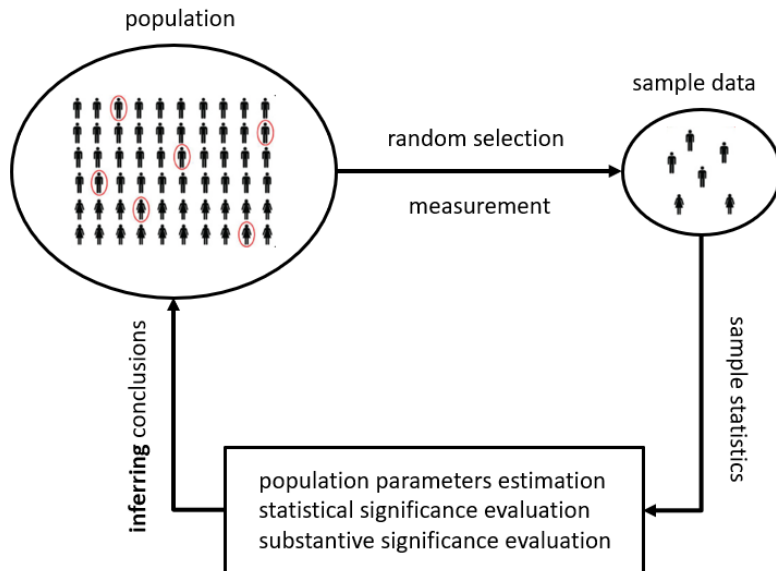 population
sample data
random selection
measurement
sample statistics
population parameters estimation
statistical significance evaluation
substantive significance evaluation
inferring conclusions